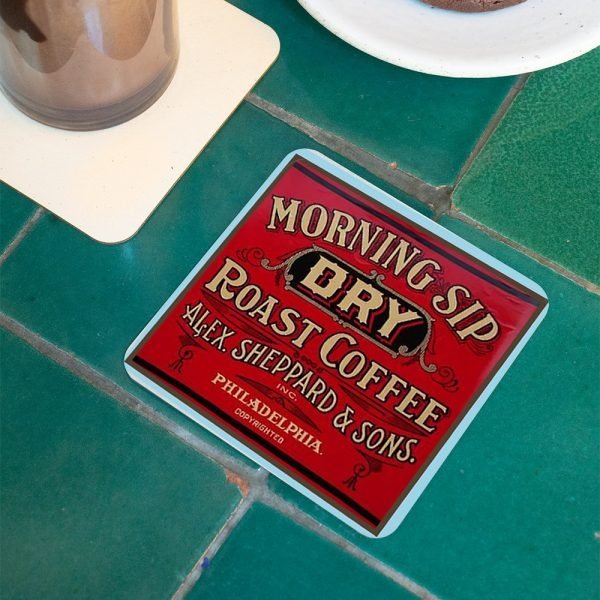 MORNING SIP
DRY
ROAST COFFEE
ALEX. SHEPPARD & SONS.
INC.
PHILADELPHIA.
COPYRIGHTED